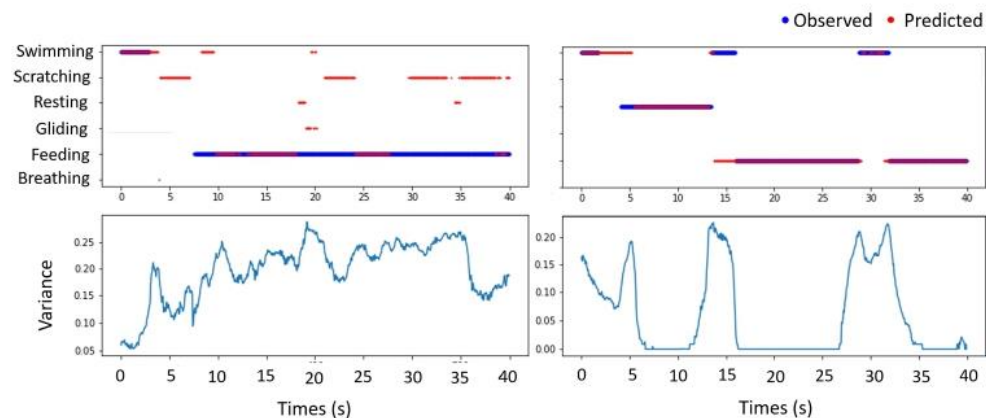 Observed Predicted
Swimming
Scratching
Resting
Gliding
Feeding
Breathing
0 5 10 15 20 25 30 35 40
0 5 10 15 20 25 30 35 40
Variance
0.25
0.20
0.15
0.10
0.05
0 5 10 15 20 25 30 35 40
Times (s)
0.20
0.15
0.10
0.05
0.00
0 5 10 15 20 25 30 35 40
Times (s)